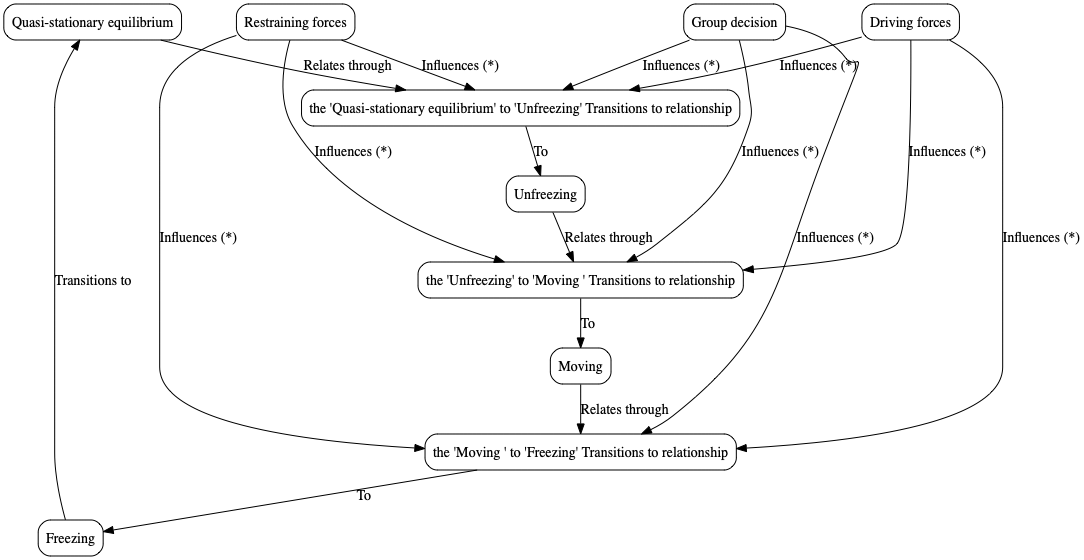 Quasi-stationary equilibrium
Restraining forces
Group decision
Driving forces
Relates through
Influences (*)
Influences (*)
Influences (*)
the 'Quasi-stationary equilibrium' to 'Unfreezing' Transitions to relationship
Influences (*)
To
Influences (*)
Influences (*)
Unfreezing
Influences (*)
Relates through
Influences (*)
Influences (*)
Transitions to
the 'Unfreezing' to 'Moving ' Transitions to relationship
To
Moving
Relates through
the 'Moving ' to 'Freezing' Transitions to relationship
To
Freezing